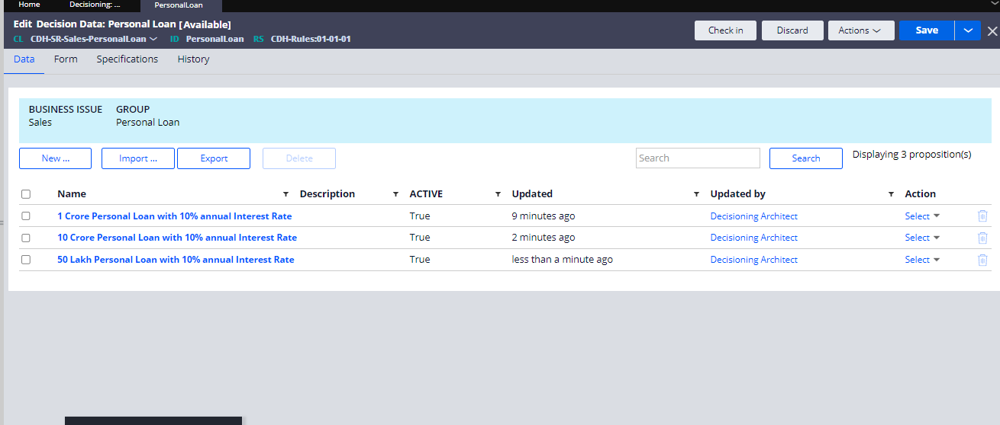 Home Decisioning: ... PersonalLoan
Edit Decision Data: Personal Loan [Available]
CL CDH-SR-Sales-PersonalLoan ID PersonalLoan RS CDH-Rules:01-01-01
Check in Discard Actions Save
Data Form Specifications History
BUSINESS ISSUE GROUP
Sales Personal Loan
New ... Import ... Export Delete Search Search Displaying 3 proposition(s)
Name Description ACTIVE Updated Updated by Action
1 Crore Personal Loan with 10% annual Interest Rate True 9 minutes ago Decisioning Architect Select
10 Crore Personal Loan with 10% annual Interest Rate True 2 minutes ago Decisioning Architect Select
50 Lakh Personal Loan with 10% annual Interest Rate True less than a minute ago Decisioning Architect Select